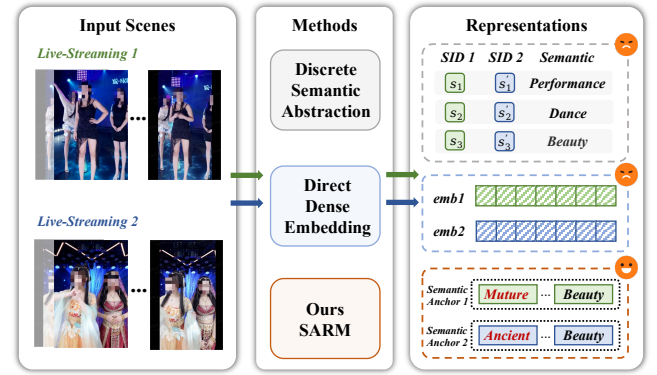 Input Scenes
Live-Streaming 1
Live-Streaming 2
Methods
Discrete
Semantic
Abstraction
Direct
Dense
Embedding
Ours
SARM
Representations
SID 1 SID 2 Semantic
s1 s'1 Performance
s2 s'2 Dance
s3 s'3 Beauty
emb1
emb2
Semantic
Anchor 1
Muture ... Beauty
Semantic
Anchor 2
Ancient ... Beauty